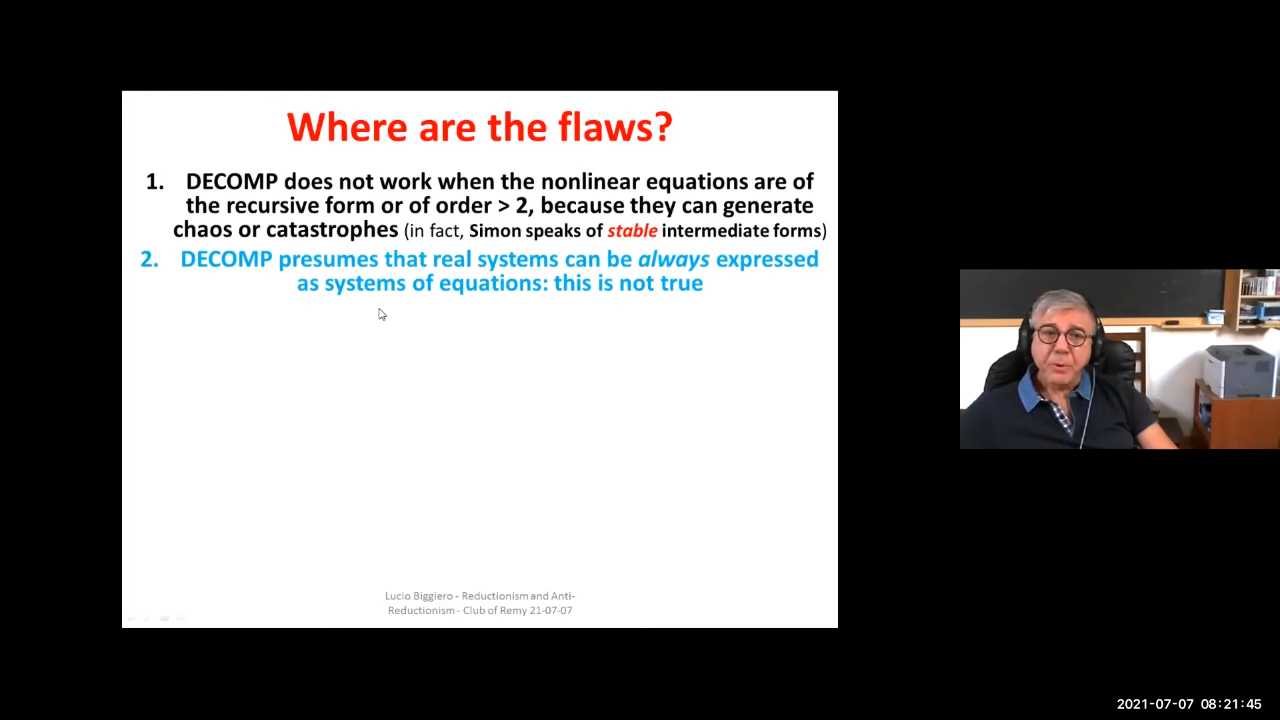 Where are the flaws?
1. DECOMP does not work when the nonlinear equations are of
the recursive form or of order > 2, because they can generate
chaos or catastrophes (in fact, Simon speaks of stable intermediate forms)
2. DECOMP presumes that real systems can be always expressed
as systems of equations: this is not true
Lucio Biggiero - Reductionism and Anti-
Reductionism - Club of Remy 21-07-07
2021-07-07 08:21:45